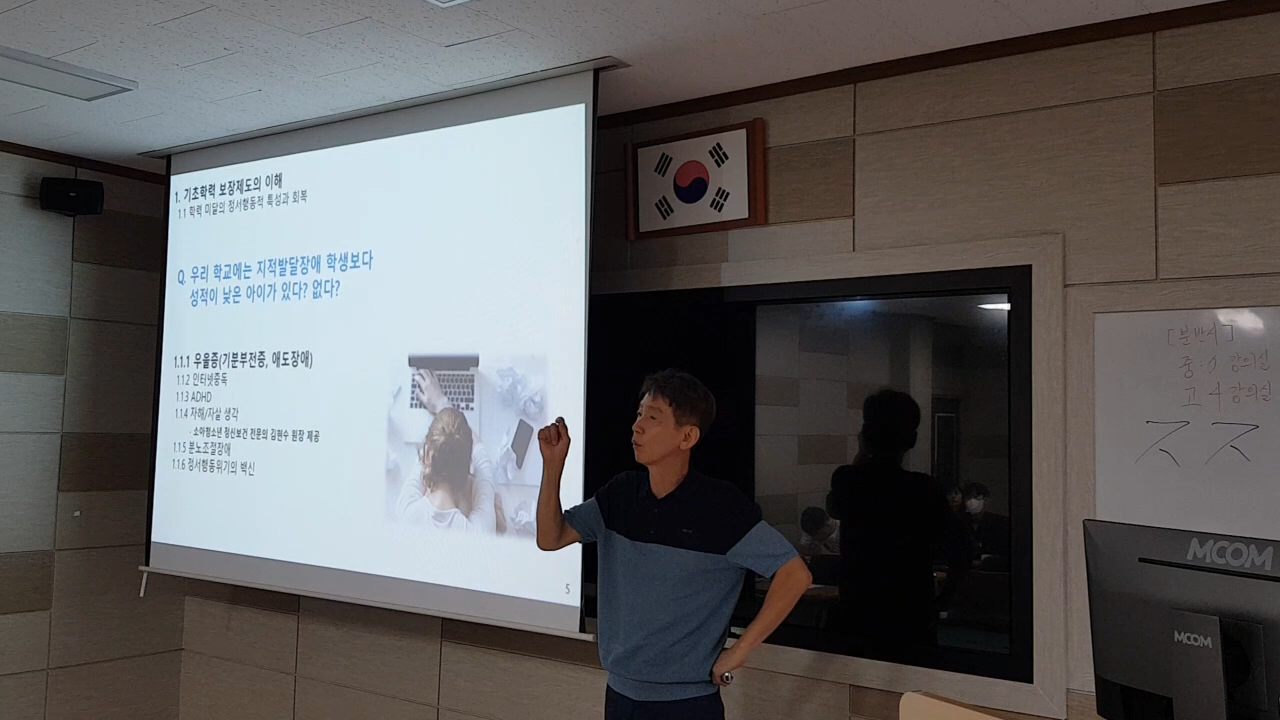 1. 기초학력 보장제도의 이해
1.1 학력 미달의 정서행동적 특성과 회복
Q. 우리 학교에는 지적발달장애 학생보다
성적이 낮은 아이가 있다? 없다?
1.1.1 우울증(기분부전증, 애도장애)
1.1.2 인터넷중독
1.1.3 ADHD
1.1.4 자해/자살 생각
- 소아청소년 정신보건 전문의 김현수 원장 제공
1.1.5 분노조절장애
1.1.6 정서행동위기의 백신
5
[분반시]
강의실
고 4 강의실
ㅈㅈ
MCOM
MCOM